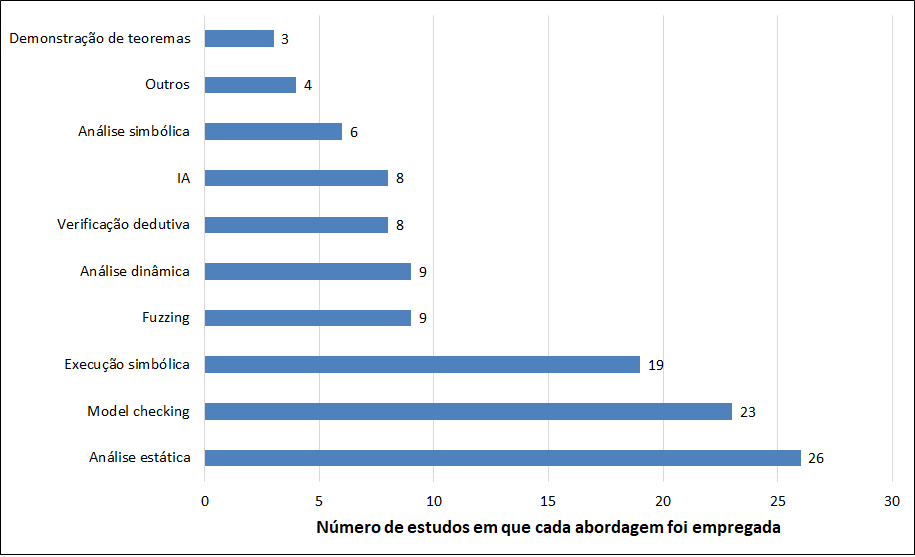 Demonstração de teoremas 3
Outros 4
Análise simbólica 6
IA 8
Verificação dedutiva 8
Análise dinâmica 9
Fuzzing 9
Execução simbólica 19
Model checking 23
Análise estática 26
0 5 10 15 20 25 30
Número de estudos em que cada abordagem foi empregada